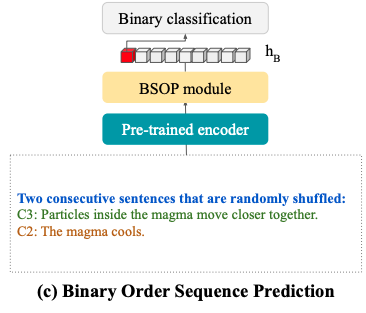 Binary classification
h_B
BSOP module
Pre-trained encoder
Two consecutive sentences that are randomly shuffled:
C3: Particles inside the magma move closer together.
C2: The magma cools.
(c) Binary Order Sequence Prediction